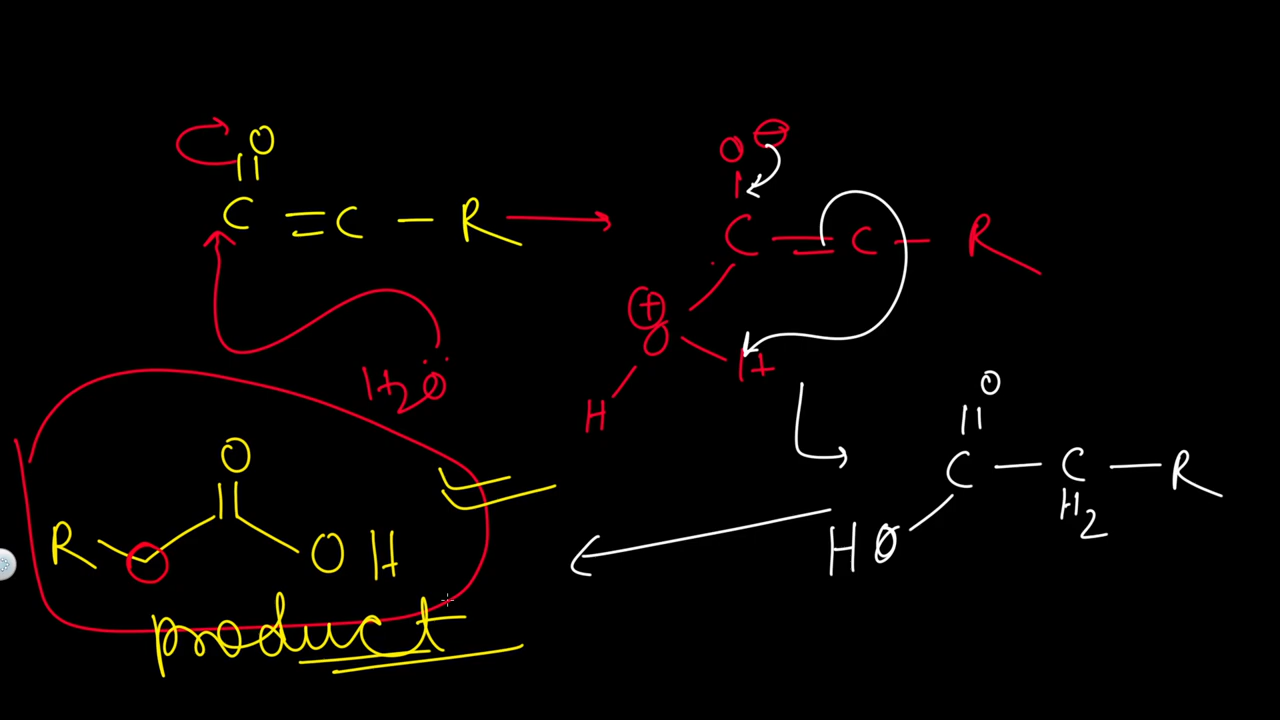 O
C = C - R
H₂O
O ⊖
C = C - R
⊕
O
H
H
O
C - C - R
H₂
HO
O
R
OH
product